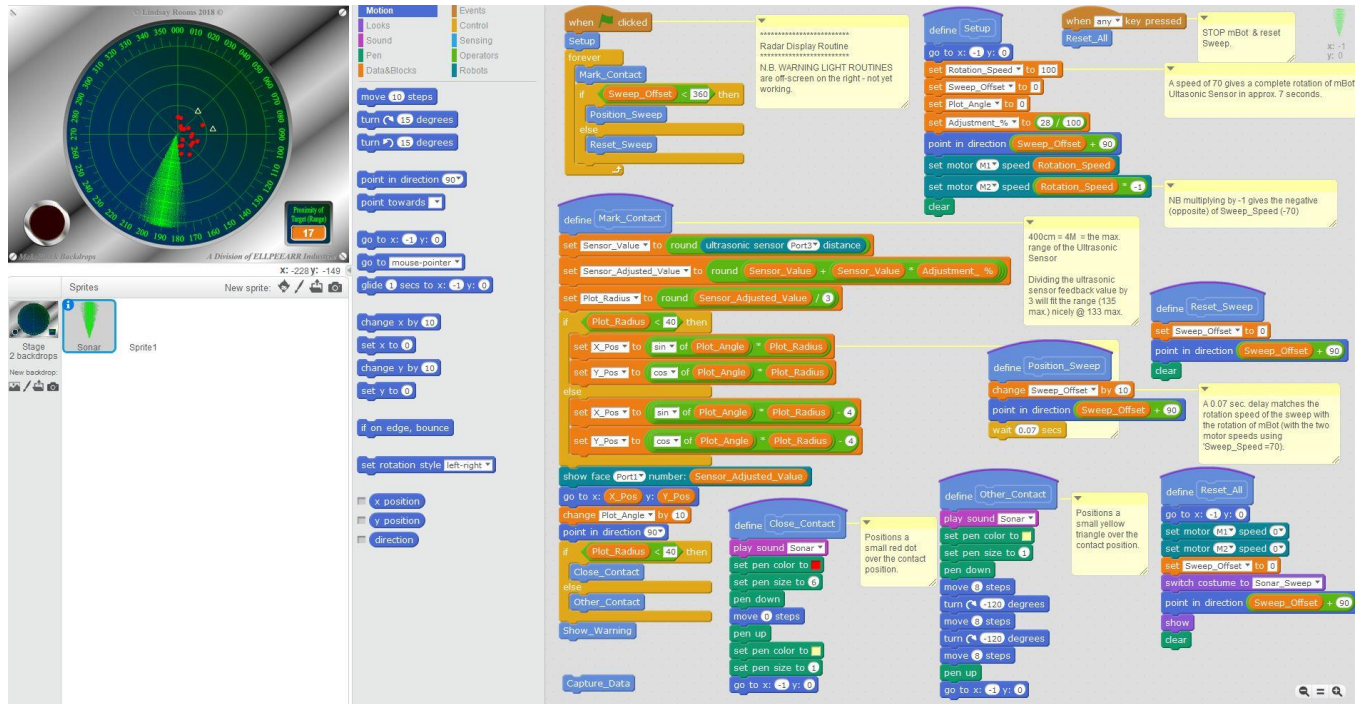 © Lindsay Rooms 2018 ©
340 350 000 010 020
330
320
310
300
290
280
270
260
250
240
230
220
210
200 190 180 170 160
Proximity of
Target (Range)
17
A Division of ELLPEEARR Industries
X: -228 Y: -149
Sprites
New sprite:
Stage
2 backdrops
New backdrop:
Sonar
Sprite1
Motion
Looks
Sound
Pen
Data&Blocks
Events
Control
Sensing
Operators
Robots
move 10 steps
turn 15 degrees
turn 15 degrees
point in direction 90
point towards
go to x: -1 y: 0
go to mouse-pointer
glide 1 secs to x: -1 y: 0
change x by 10
set x to 0
change y by 10
set y to 0
if on edge, bounce
set rotation style left-right
x position
y position
direction
when clicked
Setup
forever
Mark_Contact
if Sweep_Offset < 360 then
Position_Sweep
else
Reset_Sweep
*************************
Radar Display Routine
*************************
N.B. WARNING LIGHT ROUTINES
are off-screen on the right - not yet
working.
define Setup
go to x: -1 y: 0
set Rotation_Speed to 100
set Sweep_Offset to 0
set Plot_Angle to 0
set Adjustment_% to 28 / 100
point in direction Sweep_Offset + 90
set motor M1 speed Rotation_Speed
set motor M2 speed Rotation_Speed * -1
clear
when any key pressed
Reset_All
STOP mBot & reset
Sweep.
x: -1
y: 0
A speed of 70 gives a complete rotation of mBot
Ultasonic Sensor in approx. 7 seconds.
NB multiplying by -1 gives the negative
(opposite) of Sweep_Speed (-70)
define Mark_Contact
set Sensor_Value to round ultrasonic sensor Port3 distance
set Sensor_Adjusted_Value to round Sensor_Value + Sensor_Value * Adjustment_ %
set Plot_Radius to round Sensor_Adjusted_Value / 3
if Plot_Radius < 40 then
set X_Pos to sin of Plot_Angle * Plot_Radius
set Y_Pos to cos of Plot_Angle * Plot_Radius
else
set X_Pos to sin of Plot_Angle * Plot_Radius - 4
set Y_Pos to cos of Plot_Angle * Plot_Radius - 4
show face Port1 number: Sensor_Adjusted_Value
go to x: X_Pos y: Y_Pos
change Plot_Angle by 10
point in direction 90
if Plot_Radius < 40 then
Close_Contact
else
Other_Contact
Show_Warning
Capture_Data
400cm = 4M = the max.
range of the Ultrasonic
Sensor
Dividing the ultrasonic
sensor feedback value by
3 will fit the range (135
max.) nicely @ 133 max.
define Reset_Sweep
set Sweep_Offset to 0
point in direction Sweep_Offset + 90
clear
define Position_Sweep
change Sweep_Offset by 10
point in direction Sweep_Offset + 90
wait 0.07 secs
A 0.07 sec. delay matches the
rotation speed of the sweep with
the rotation of mBot (with the two
motor speeds using
'Sweep_Speed =70).
define Close_Contact
play sound Sonar
set pen color to
set pen size to 6
pen down
move 0 steps
pen up
set pen color to
set pen size to 1
go to x: -1 y: 0
Positions a
small red dot
over the contact
position.
define Other_Contact
play sound Sonar
set pen color to
set pen size to 1
pen down
move 8 steps
turn -120 degrees
move 8 steps
turn -120 degrees
move 8 steps
pen up
go to x: -1 y: 0
Positions a
small yellow
triangle over the
contact position.
define Reset_All
go to x: -1 y: 0
set motor M1 speed 0
set motor M2 speed 0
set Sweep_Offset to 0
switch costume to Sonar_Sweep
point in direction Sweep_Offset + 90
show
clear